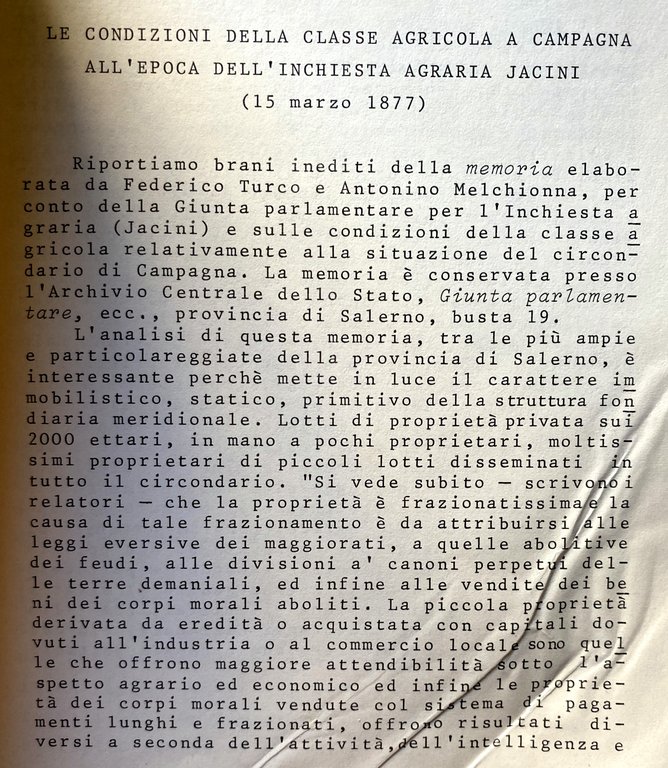 LE CONDIZIONI DELLA CLASSE AGRICOLA A CAMPAGNA
ALL'EPOCA DELL'INCHIESTA AGRARIA JACINI
(15 marzo 1877)
Riportiamo brani inediti della memoria elabo-
rata da Federico Turco e Antonino Melchionna, per
conto della Giunta parlamentare per l'Inchiesta a
graria (Jacini) e sulle condizioni della classe a
gricola relativamente alla situazione del circon-
dario di Campagna. La memoria è conservata presso
l'Archivio Centrale dello Stato, Giunta parlamen-
tare, ecc., provincia di Salerno, busta 19.
L'analisi di questa memoria, tra le più ampie
e particolareggiate della provincia di Salerno, è
interessante perchè mette in luce il carattere im
mobilistico, statico, primitivo della struttura fon
diaria meridionale. Lotti di proprietà privata sui
2000 ettari, in mano a pochi proprietari, moltis-
simi proprietari di piccoli lotti disseminati in
tutto il circondario. "Si vede subito — scrivono i
relatori — che la proprietà è frazionatissima e la
causa di tale frazionamento è da attribuirsi alle
leggi eversive dei maggiorati, a quelle abolitive
dei feudi, alle divisioni a' canoni perpetui del-
le terre demaniali, ed infine alle vendite dei be
ni dei corpi morali aboliti. La piccola proprietà
derivata da eredità o acquistata con capitali do-
vuti all'industria o al commercio locale sono quel
le che offrono maggiore attendibilità sotto l'a-
spetto agrario ed economico ed infine le proprie-
tà dei corpi morali vendute col sistema di paga-
menti lunghi e frazionati, offrono risultati di-
versi a seconda dell'attività, dell'intelligenza e